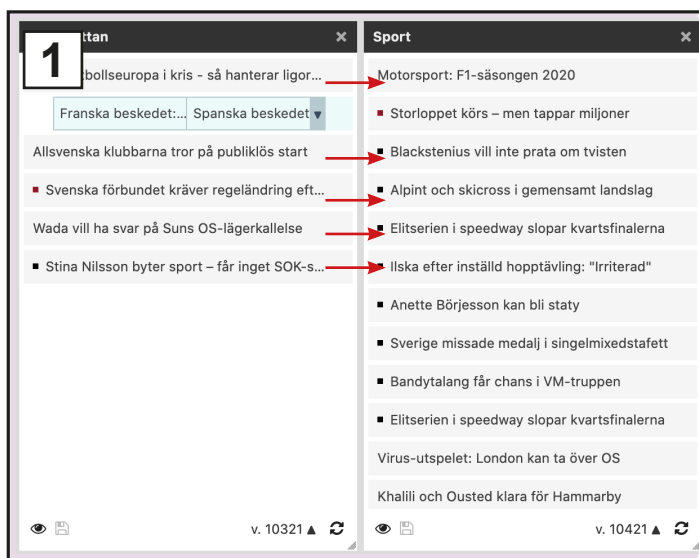 1
ttan
Sport
tbollseuropa i kris - så hanterar ligor...
Franska beskedet:... Spanska beskedet
Allsvenska klubbarna tror på publiklös start
Svenska förbundet kräver regeländring eft...
Wada vill ha svar på Suns OS-lägerkallelse
Stina Nilsson byter sport – får inget SOK-s...
v. 10321
Motorsport: F1-säsongen 2020
Storloppet körs – men tappar miljoner
Blackstenius vill inte prata om tvisten
Alpint och skicross i gemensamt landslag
Elitserien i speedway slopar kvartsfinalerna
Ilska efter inställd hopptävling: "Irriterad"
Anette Börjesson kan bli staty
Sverige missade medalj i singelmixedstafett
Bandytalang får chans i VM-truppen
Elitserien i speedway slopar kvartsfinalerna
Virus-utspelet: London kan ta över OS
Khalili och Ousted klara för Hammarby
v. 10421